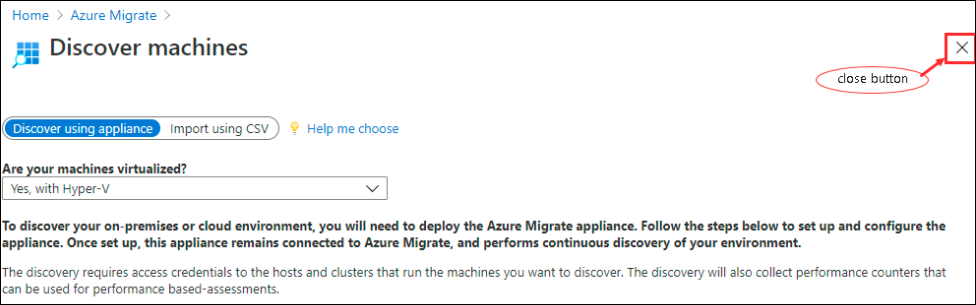 Home > Azure Migrate >
Discover machines
close button
Discover using appliance Import using CSV Help me choose
Are your machines virtualized?
Yes, with Hyper-V
To discover your on-premises or cloud environment, you will need to deploy the Azure Migrate appliance. Follow the steps below to set up and configure the
appliance. Once set up, this appliance remains connected to Azure Migrate, and performs continuous discovery of your environment.
The discovery requires access credentials to the hosts and clusters that run the machines you want to discover. The discovery will also collect performance counters that
can be used for performance based-assessments.